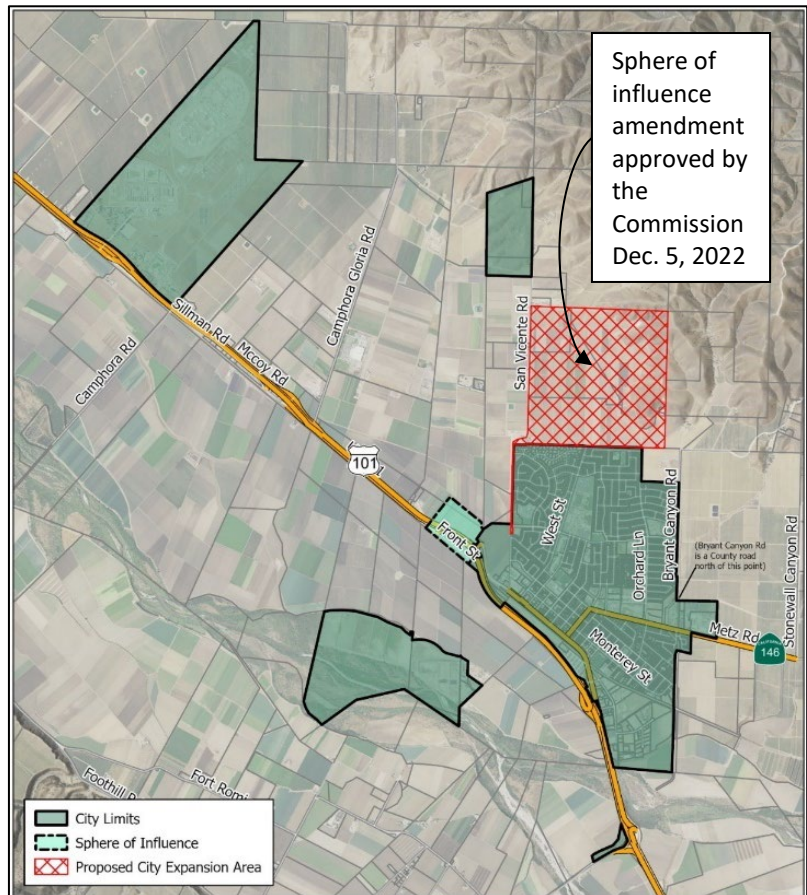 Sphere of
influence
amendment
approved by
the
Commission
Dec. 5, 2022
Camphora Gloria Rd
San Vicente Rd
Sillman Rd
Mccoy Rd
Camphora Rd
101
Front St
West St
Orchard Ln
Bryant Canyon Rd
(Bryant Canyon Rd
is a County road
north of this point)
Stonewall Canyon Rd
Metz Rd
CALIFORNIA
146
Monterey St
Foothill
Fort Romi
City Limits
Sphere of Influence
Proposed City Expansion Area